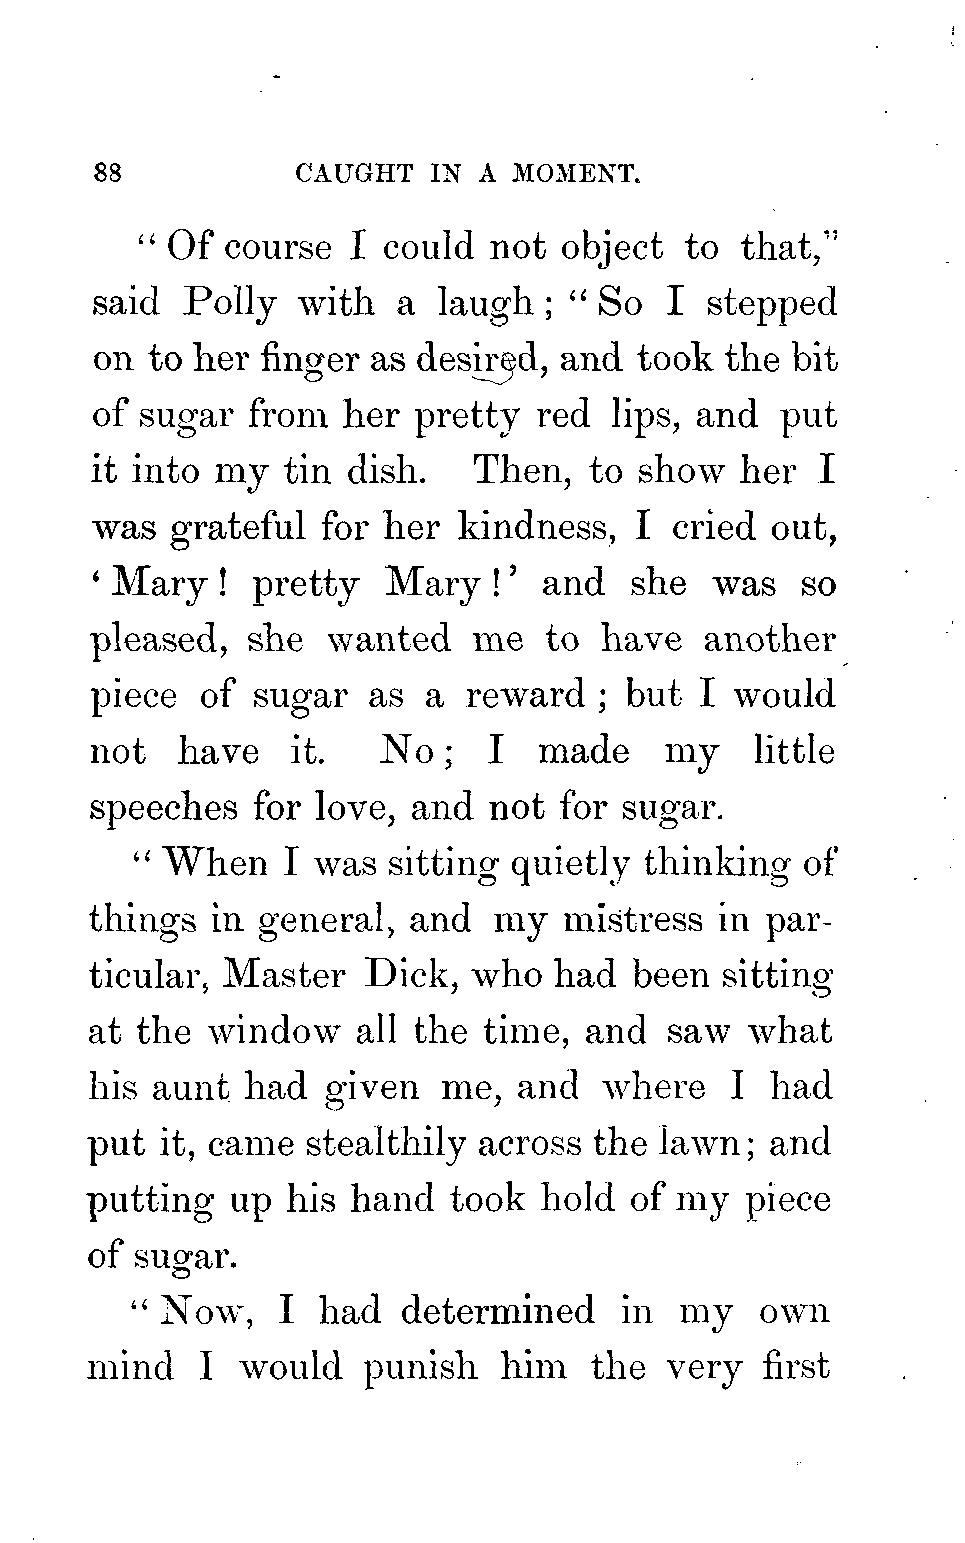 88 CAUGHT IN A MOMENT.
“ Of course I could not object to that,”
said Polly with a laugh ; “ So I stepped
on to her finger as desired, and took the bit
of sugar from her pretty red lips, and put
it into my tin dish. Then, to show her I
was grateful for her kindness, I cried out,
‘ Mary ! pretty Mary ! ’ and she was so
pleased, she wanted me to have another
piece of sugar as a reward ; but I would
not have it. No ; I made my little
speeches for love, and not for sugar.
“ When I was sitting quietly thinking of
things in general, and my mistress in par-
ticular, Master Dick, who had been sitting
at the window all the time, and saw what
his aunt had given me, and where I had
put it, came stealthily across the lawn ; and
putting up his hand took hold of my piece
of sugar.
“ Now, I had determined in my own
mind I would punish him the very first